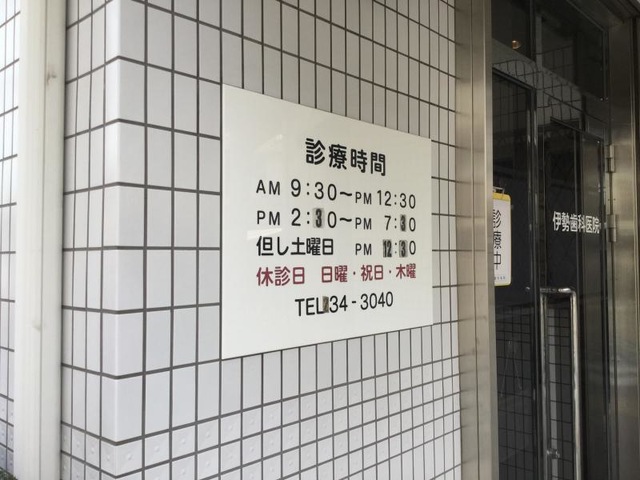 診療時間
AM 9:30〜PM 12:30
PM 2:30〜PM 7:30
但し土曜日 PM 12:30
休診日 日曜・祝日・木曜
TEL 34-3040
診療中
伊勢歯科医院